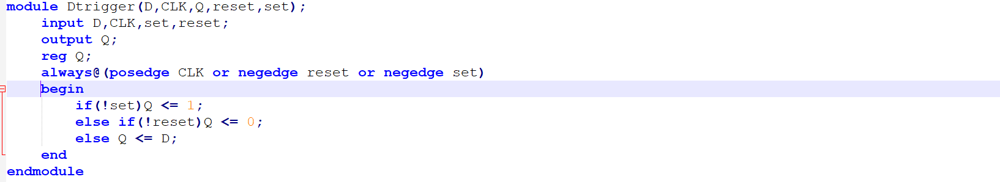 module Dtrigger(D,CLK,Q,reset,set);
input D,CLK,set,reset;
output Q;
reg Q;
always@(posedge CLK or negedge reset or negedge set)
begin
if(!set)Q <= 1;
else if(!reset)Q <= 0;
else Q <= D;
end
endmodule